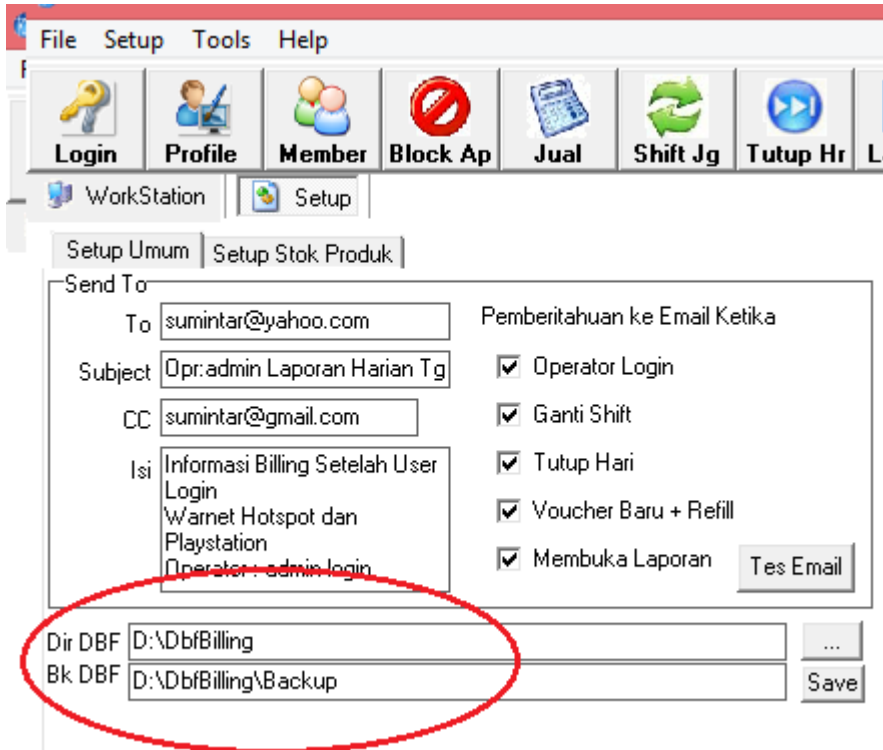 File Setup Tools Help
Login Profile Member Block Ap Jual Shift Jg Tutup Hr
WorkStation Setup
Setup Umum Setup Stok Produk
Send To
To sumintar@yahoo.com
Pemberitahuan ke Email Ketika
Subject Opr:admin Laporan Harian Tg
Operator Login
CC sumintar@gmail.com
Ganti Shift
Isi Informasi Billing Setelah User
Login
Warnet Hotspot dan
Playstation
Operator : admin login
Tutup Hari
Voucher Baru + Refill
Membuka Laporan
Tes Email
Dir DBF D:\DbfBilling ...
Bk DBF D:\DbfBilling\Backup Save